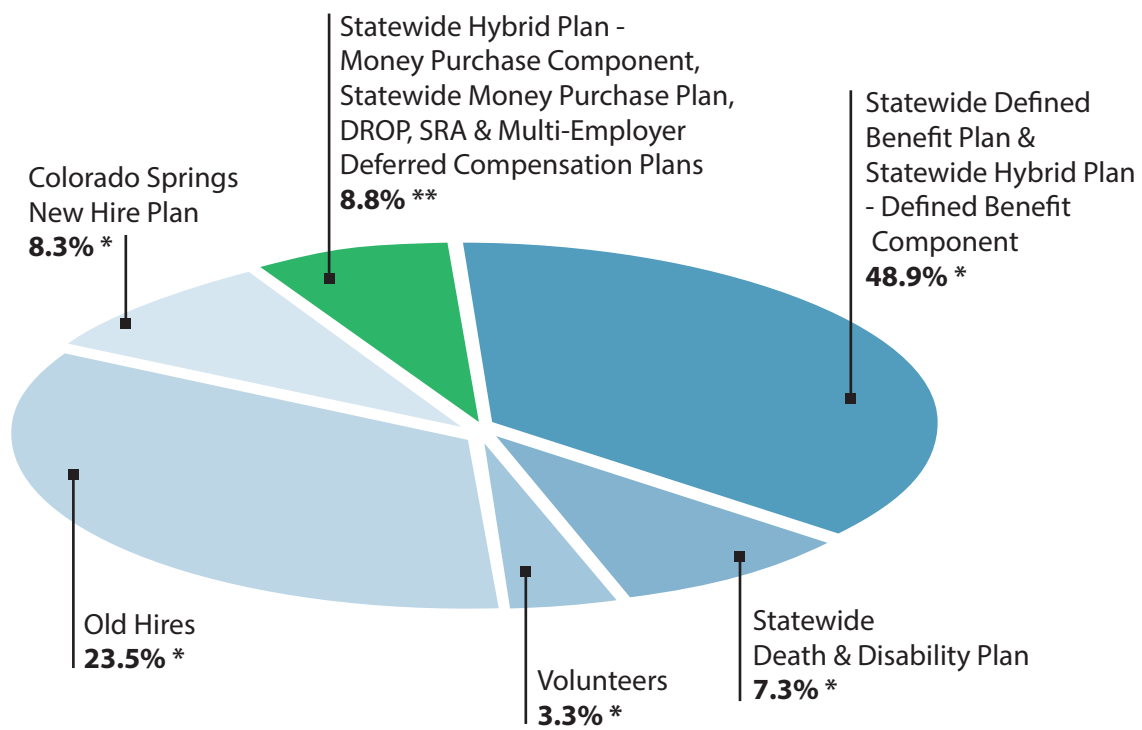 Statewide Hybrid Plan -
Money Purchase Component,
Statewide Money Purchase Plan,
DROP, SRA & Multi-Employer
Deferred Compensation Plans
8.8% **
Statewide Defined
Benefit Plan &
Statewide Hybrid Plan
- Defined Benefit
Component
48.9% *
Colorado Springs
New Hire Plan
8.3% *
Old Hires
23.5% *
Volunteers
3.3% *
Statewide
Death & Disability Plan
7.3% *